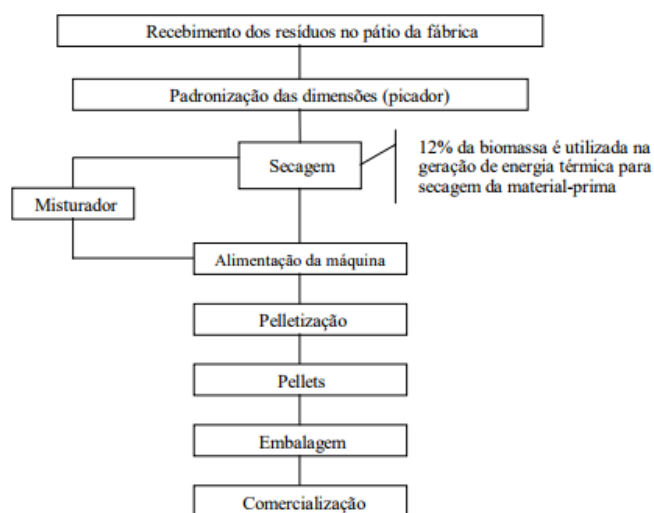 Recebimento dos resíduos no pátio da fábrica
Padronização das dimensões (picador)
Secagem
12% da biomassa é utilizada na
geração de energia térmica para
secagem da material-prima
Misturador
Alimentação da máquina
Pelletização
Pellets
Embalagem
Comercialização